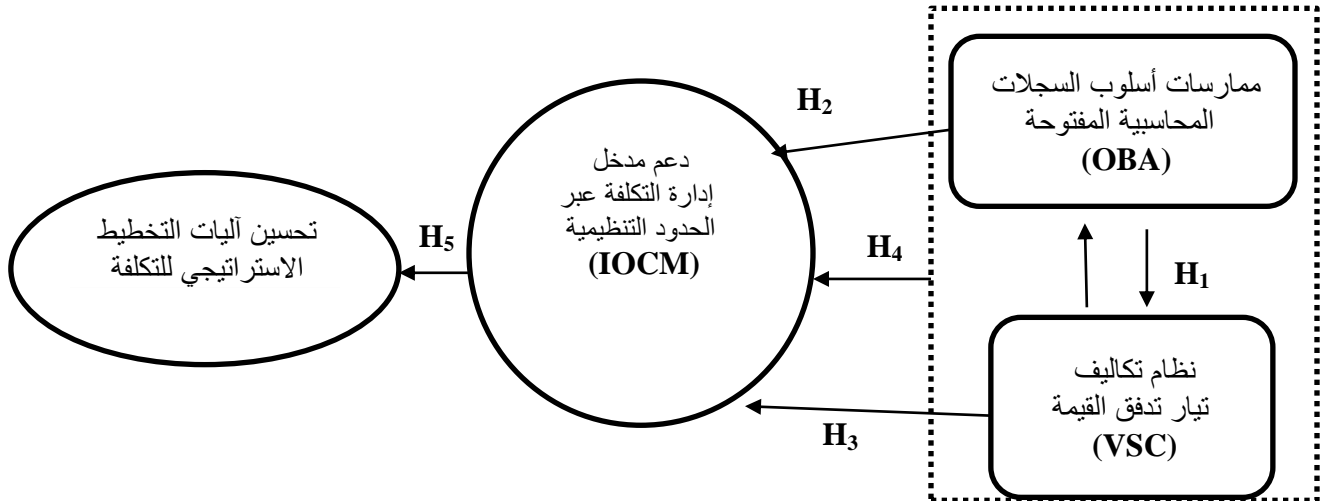 ممارسات أسلوب السجلات
المحاسبية المفتوحة
(OBA)
H2
دعم مدخل
إدارة التكلفة عبر
الحدود التنظيمية
(IOCM)
تحسين آليات التخطيط
الاستراتيجي للتكلفة
H5
H4
H1
نظام تكاليف
تيار تدفق القيمة
(VSC)
H3